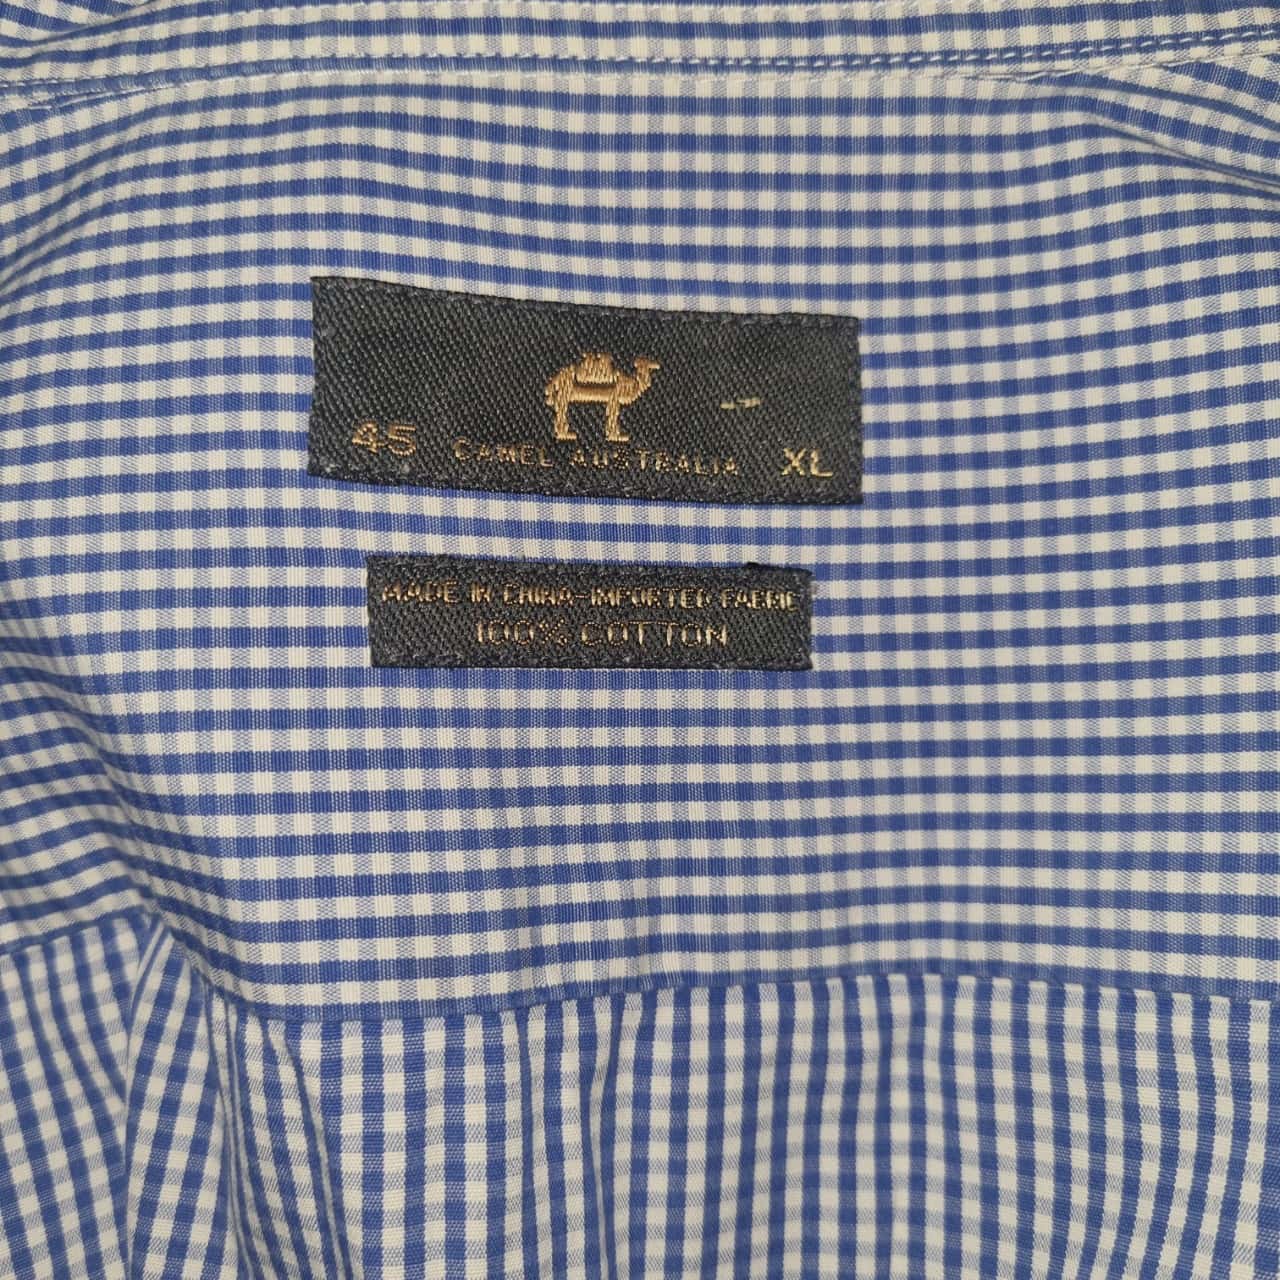 45 CAMEL AUSTRALIA XL
MADE IN CHINA-IMPORTED FABRIC
100% COTTON